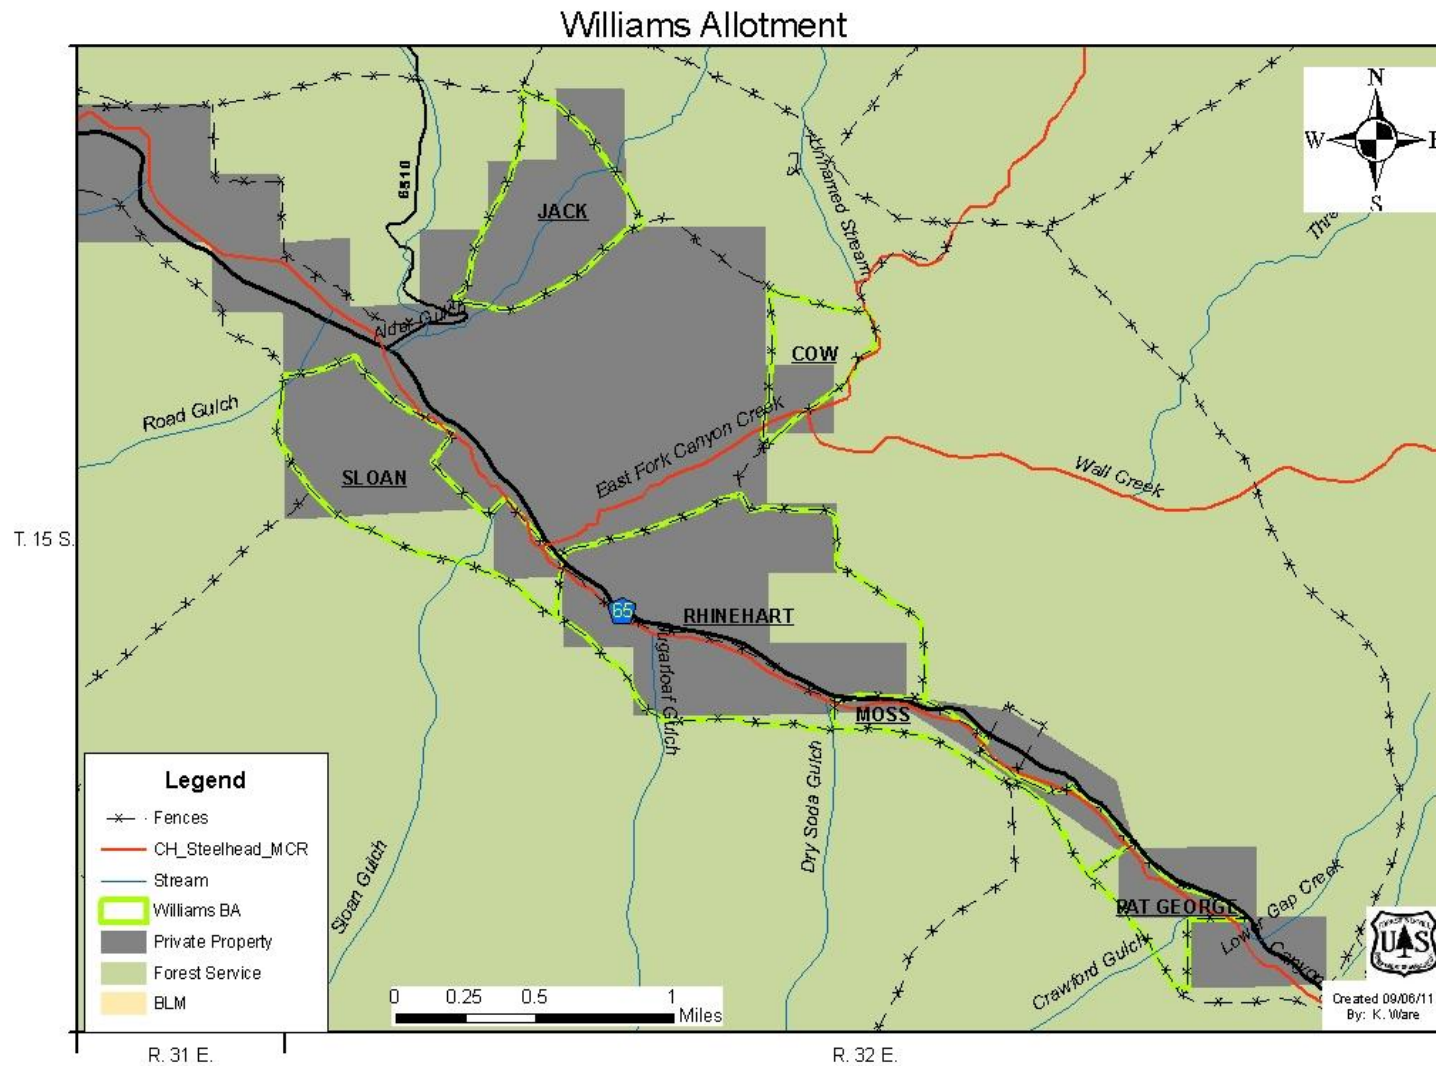 Williams Allotment
N
W
E
S
6510
JACK
Unnamed Stream
Thre
Alder Gulch
COW
Road Gulch
SLOAN
East Fork Canyon Creek
Wall Creek
T. 15 S.
65
RHINEHART
Sugarloaf Gulch
MOSS
Dry Soda Gulch
Sloan Gulch
PAT GEORGE
Lower Gap Creek
Crawford Gulch
Canyon
Legend
Fences
CH_Steelhead_MCR
Stream
Williams BA
Private Property
Forest Service
BLM
0 0.25 0.5 1
Miles
U S
Created 09/06/11
By: K. Ware
R. 31 E.
R. 32 E.